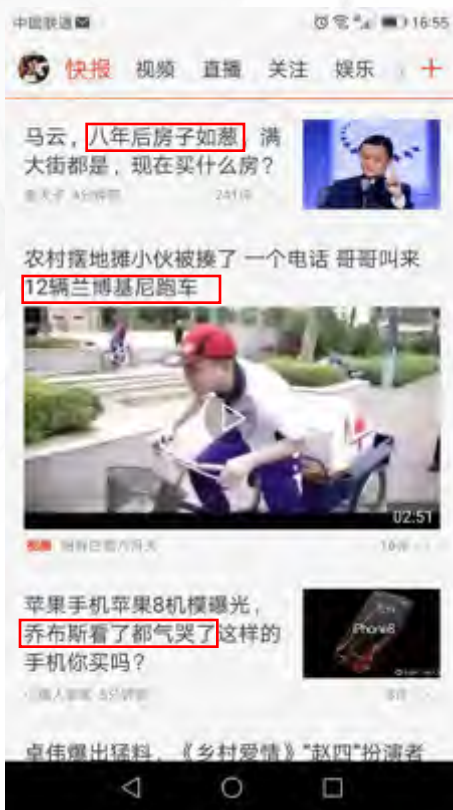 中国联通
16:55
快报 视频 直播 关注 娱乐
马云，八年后房子如葱 满
大街都是，现在买什么房？
农村摆地摊小伙被揍了 一个电话 哥哥叫来
12辆兰博基尼跑车
02:51
视频
苹果手机苹果8机模曝光，
iPhone8
乔布斯看了都气哭了这样的
手机你买吗？
卓伟爆出猛料，《乡村爱情》"赵四"扮演者